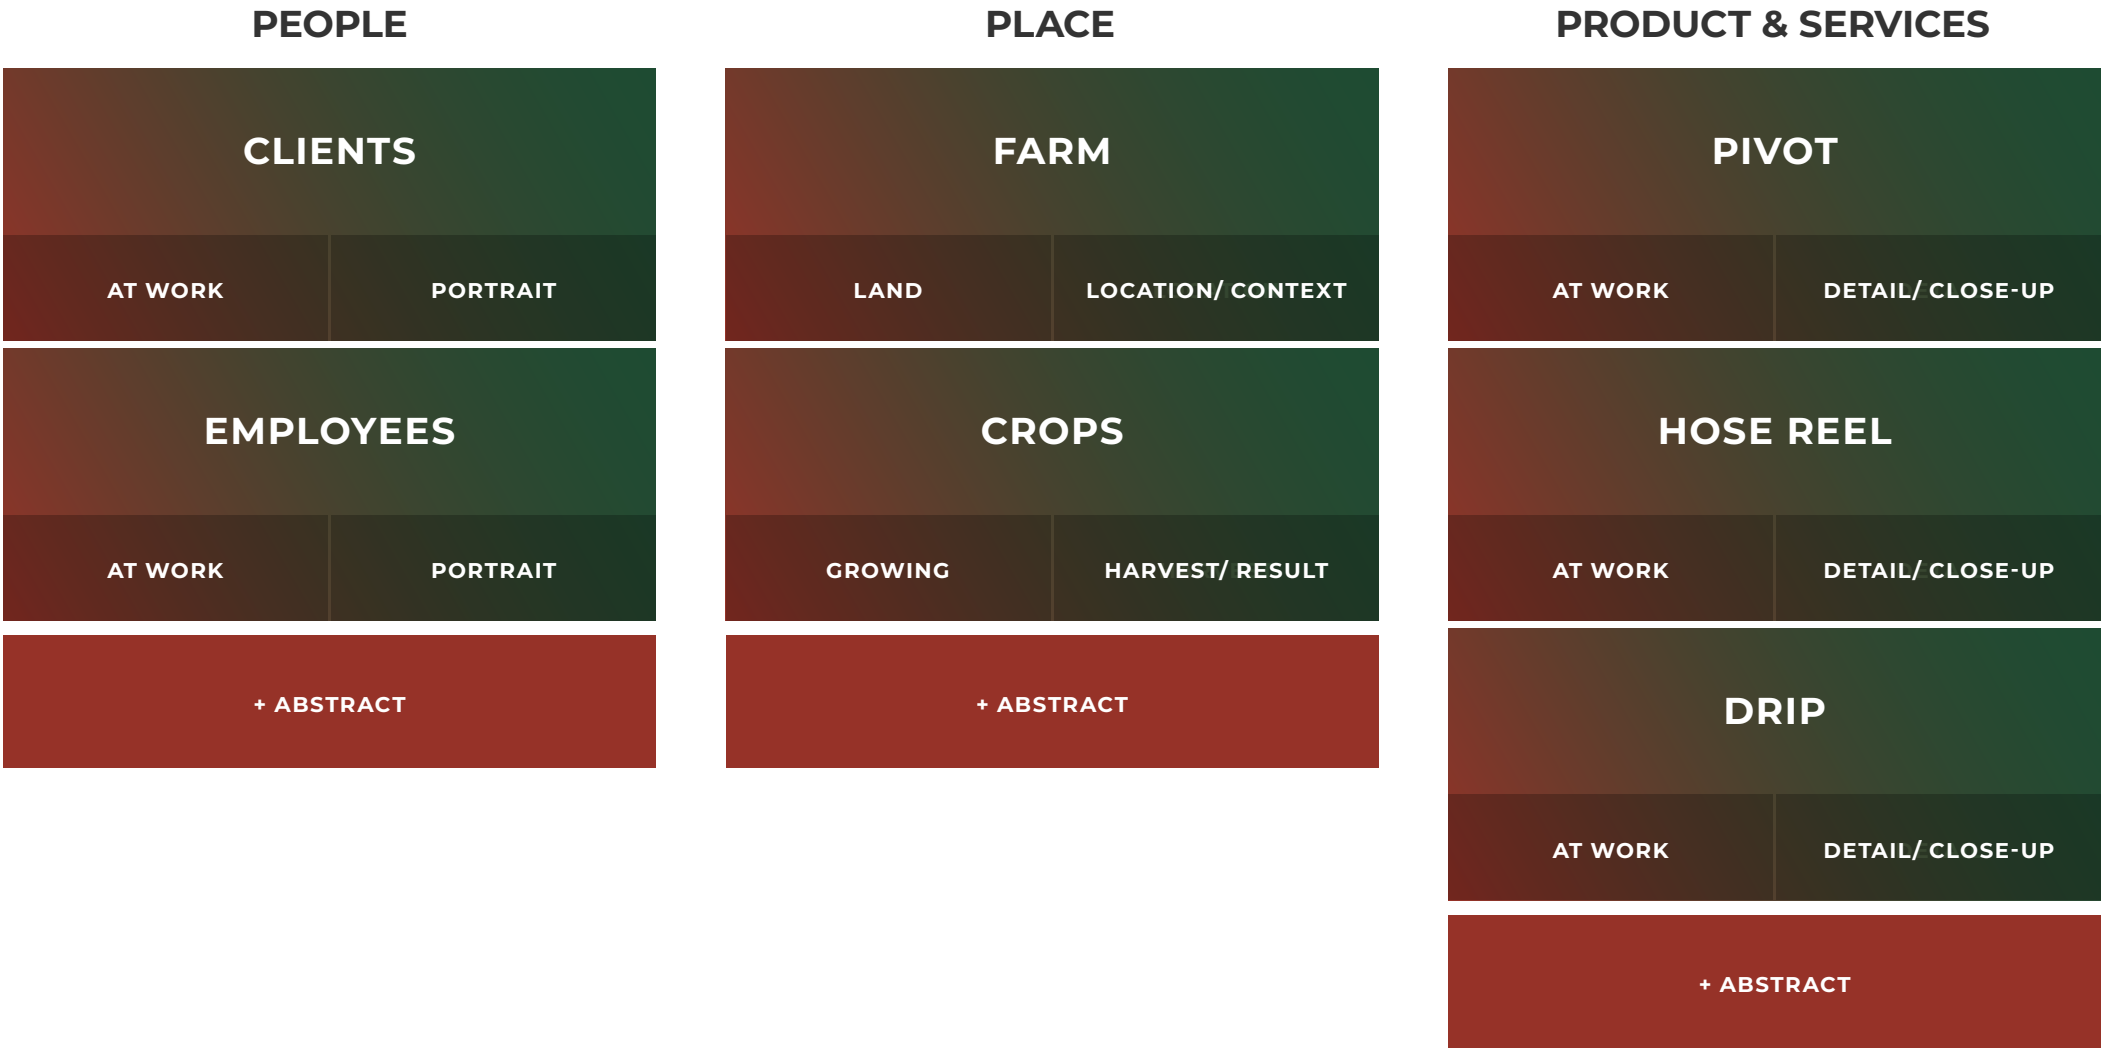 PEOPLE
CLIENTS
AT WORK
PORTRAIT
EMPLOYEES
AT WORK
PORTRAIT
+ ABSTRACT
PLACE
FARM
LAND
LOCATION/ CONTEXT
CROPS
GROWING
HARVEST/ RESULT
+ ABSTRACT
PRODUCT & SERVICES
PIVOT
AT WORK
DETAIL/ CLOSE-UP
HOSE REEL
AT WORK
DETAIL/ CLOSE-UP
DRIP
AT WORK
DETAIL/ CLOSE-UP
+ ABSTRACT